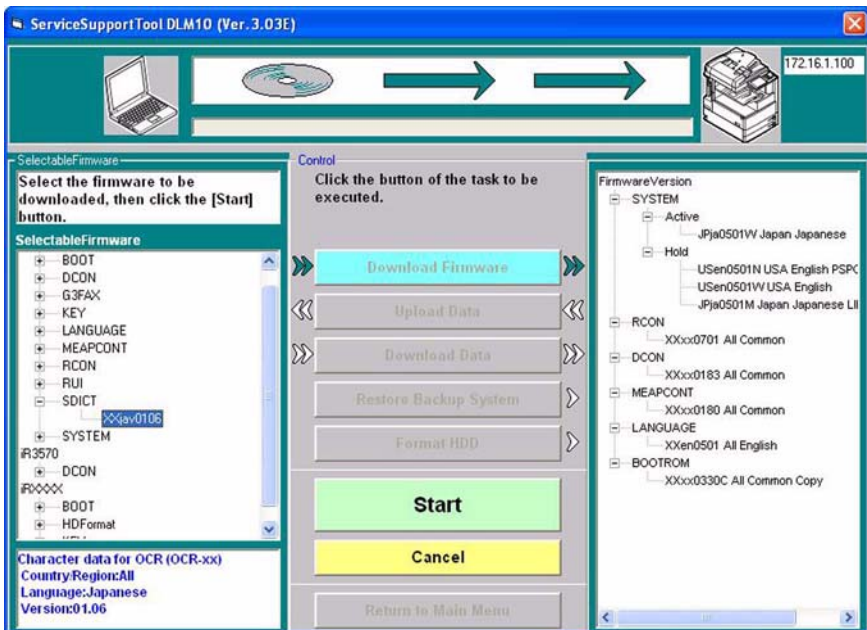 ServiceSupportTool DLM10 (Ver.3.03E)
172.16.1.100
SelectableFirmware
Select the firmware to be
downloaded, then click the [Start]
button.
SelectableFirmware
BOOT
DCON
G3FAX
KEY
LANGUAGE
MEAPCONT
RCON
RUI
SDICT
XXjav0106
SYSTEM
iR3570
DCON
iRXXXX
BOOT
HDFormat
Character data for OCR (OCR-xx)
Country/Region:All
Language:Japanese
Version:01.06
Control
Click the button of the task to be
executed.
Download Firmware
Upload Data
Download Data
Restore Backup System
Format HDD
Start
Cancel
Return to Main Menu
FirmwareVersion
SYSTEM
Active
JPja0501W Japan Japanese
Hold
USen0501N USA English PSPC
USen0501W USA English
JPja0501M Japan Japanese LI
RCON
XXxx0701 All Common
DCON
XXxx0183 All Common
MEAPCONT
XXxx0180 All Common
LANGUAGE
XXen0501 All English
BOOTROM
XXxx0330C All Common Copy